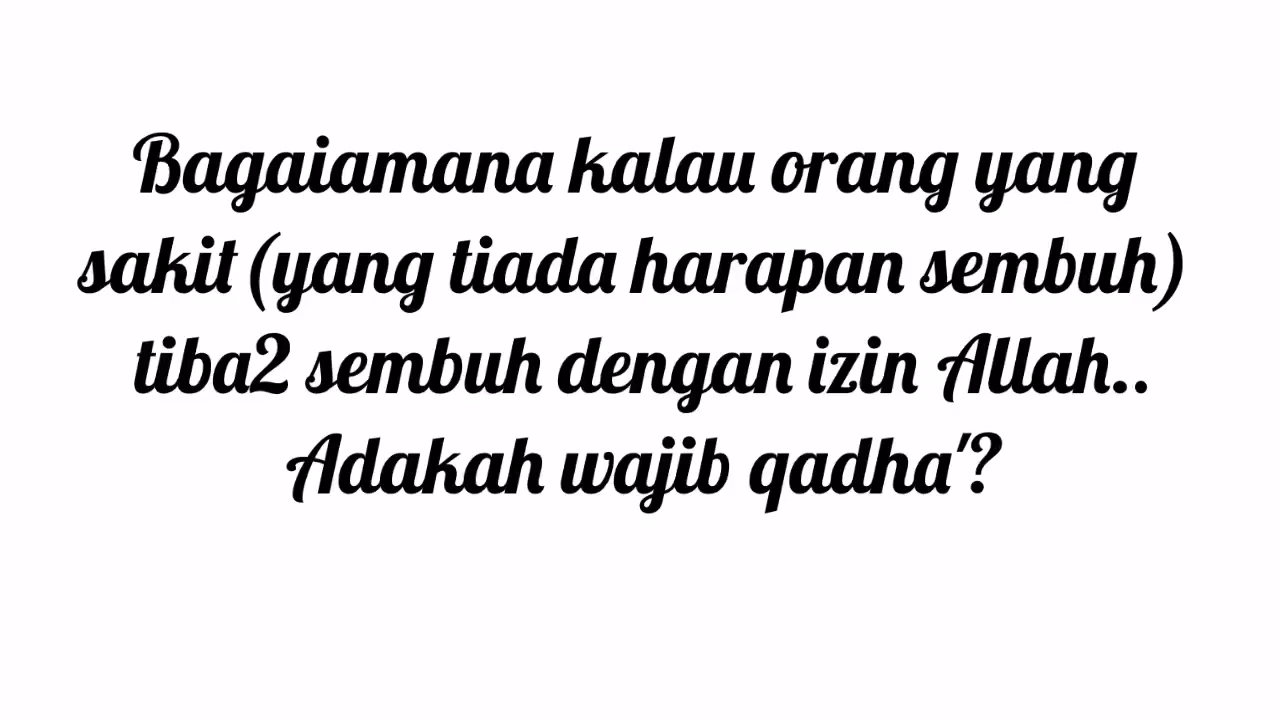 Bagaiamana kalau orang yang
sakit (yang tiada harapan sembuh)
tiba2 sembuh dengan izin Allah..
Adakah wajib qadha'?